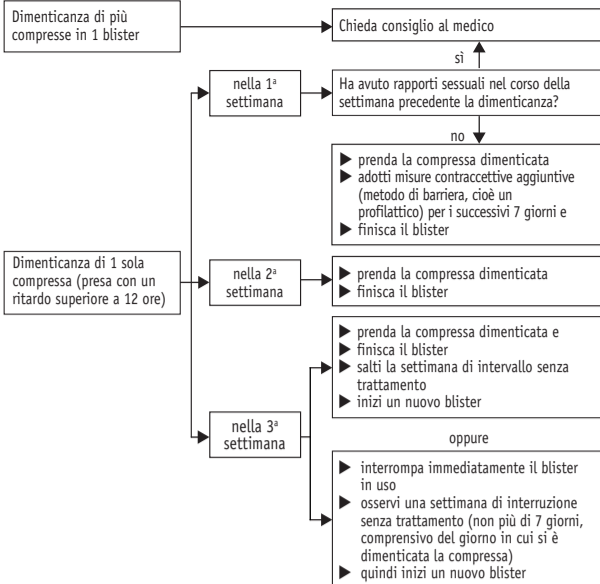 Dimenticanza di più
compresse in 1 blister
Chieda consiglio al medico
sì
nella 1ª
settimana
Ha avuto rapporti sessuali nel corso della
settimana precedente la dimenticanza?
no
▶ prenda la compressa dimenticata
▶ adotti misure contraccettive aggiuntive
(metodo di barriera, cioè un
profilattico) per i successivi 7 giorni e
▶ finisca il blister
Dimenticanza di 1 sola
compressa (presa con un
ritardo superiore a 12 ore)
nella 2ª
settimana
▶ prenda la compressa dimenticata
▶ finisca il blister
nella 3ª
settimana
▶ prenda la compressa dimenticata e
▶ finisca il blister
▶ salti la settimana di intervallo senza
trattamento
▶ inizi un nuovo blister
oppure
▶ interrompa immediatamente il blister
in uso
▶ osservi una settimana di interruzione
senza trattamento (non più di 7 giorni,
comprensivo del giorno in cui si è
dimenticata la compressa)
▶ quindi inizi un nuovo blister